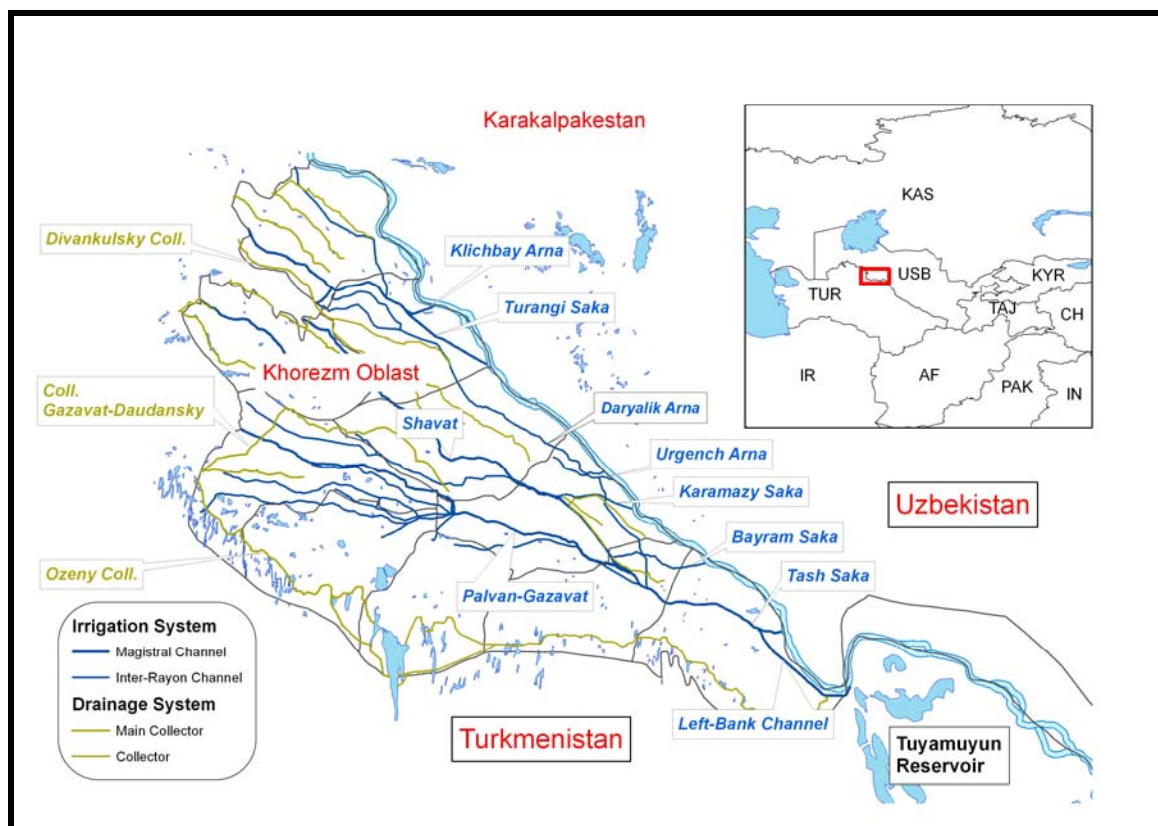 Karakalpakestan
KAS
USB
KYR
TUR
TAJ
CH
IR
AF
PAK
IN
Divankulsky Coll.
Klichbay Arna
Turangi Saka
Khorezm Oblast
Coll.
Gazavat-Daudansky
Shavat
Daryalik Arna
Urgench Arna
Karamazy Saka
Uzbekistan
Bayram Saka
Ozeny Coll.
Palvan-Gazavat
Tash Saka
Irrigation System
Magistral Channel
Inter-Rayon Channel
Drainage System
Main Collector
Collector
Left-Bank Channel
Turkmenistan
Tuyamuyun
Reservoir